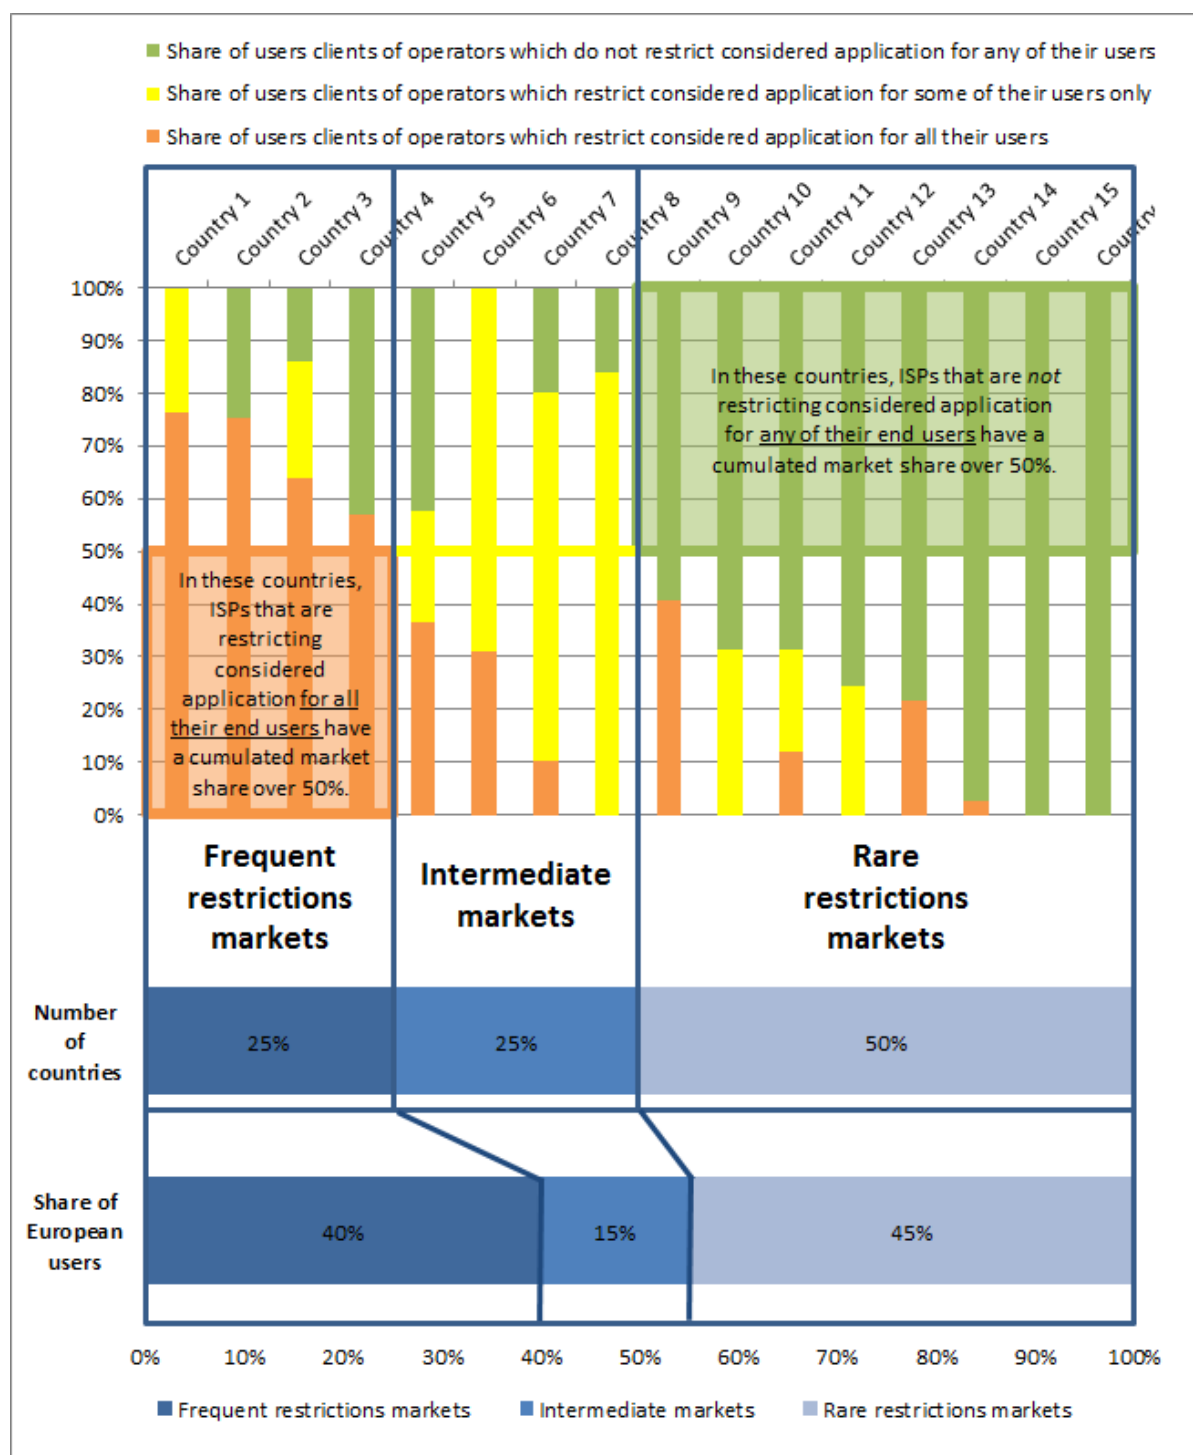 Share of users clients of operators which do not restrict considered application for any of their users
Share of users clients of operators which restrict considered application for some of their users only
Share of users clients of operators which restrict considered application for all their users
Country 1
Country 2
Country 3
Country 4
Country 5
Country 6
Country 7
Country 8
Country 9
Country 10
Country 11
Country 12
Country 13
Country 14
Country 15
Country
100%
90%
80%
70%
60%
50%
40%
30%
20%
10%
0%
In these countries, ISPs that are not
restricting considered application
for any of their end users have a
cumulated market share over 50%.
In these countries,
ISPs that are
restricting
considered
application for all
their end users have
a cumulated market
share over 50%.
Frequent
restrictions
markets
Intermediate
markets
Rare
restrictions
markets
Number
of
countries
25%
25%
50%
Share of
European
users
40%
15%
45%
0%
10%
20%
30%
40%
50%
60%
70%
80%
90%
100%
Frequent restrictions markets
Intermediate markets
Rare restrictions markets